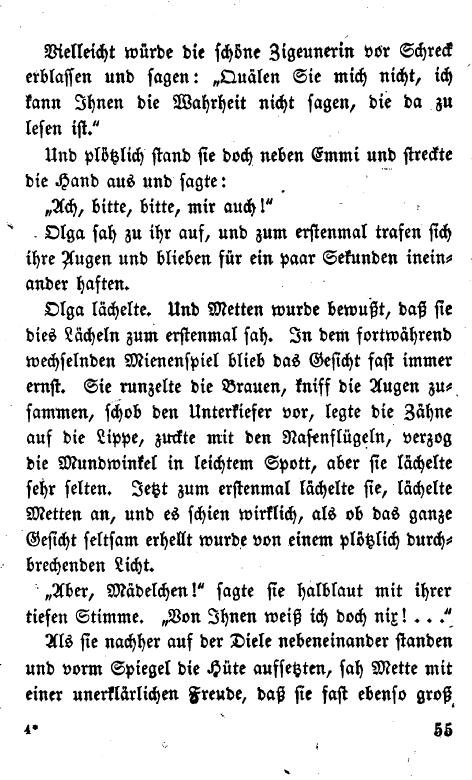 Vielleicht würde die schöne Zigeunerin vor Schreck
erblassen und sagen: „Quälen Sie mich nicht, ich
kann Ihnen die Wahrheit nicht sagen, die da zu
lesen ist.“
Und plötzlich stand sie doch neben Emmi und streckte
die Hand aus und sagte:
„Ach, bitte, bitte, mir auch!“
Olga sah zu ihr auf, und zum erstenmal trafen sich
ihre Augen und blieben für ein paar Sekunden inein-
ander haften.
Olga lächelte. Und Metten wurde bewußt, daß sie
dies Lächeln zum erstenmal sah. In dem fortwährend
wechselnden Mienenspiel blieb das Gesicht fast immer
ernst. Sie runzelte die Brauen, kniff die Augen zu-
sammen, schob den Unterkiefer vor, legte die Zähne
auf die Lippe, zuckte mit den Nasenflügeln, verzog
die Mundwinkel in leichtem Spott, aber sie lächelte
sehr selten. Jetzt zum erstenmal lächelte sie, lächelte
Metten an, und es schien wirklich, als ob das ganze
Gesicht seltsam erhellt wurde von einem plötzlich durch-
brechenden Licht.
„Aber, Mädelchen!“ sagte sie halblaut mit ihrer
tiefen Stimme. „Von Ihnen weiß ich doch nix! . . .“
Als sie nachher auf der Diele nebeneinander standen
und vorm Spiegel die Hüte aufsetzten, sah Mette mit
einer unerklärlichen Freude, daß sie fast ebenso groß
4* 55